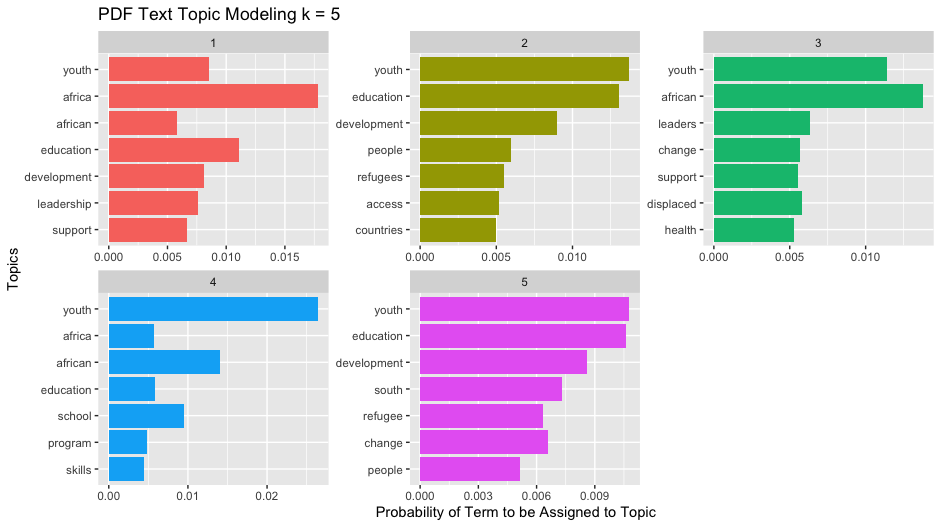 PDF Text Topic Modeling k = 5
1
youth
africa
african
education
development
leadership
support
0.000 0.005 0.010 0.015
2
youth
education
development
people
refugees
access
countries
0.000 0.005 0.010
3
youth
african
leaders
change
support
displaced
health
0.000 0.005 0.010
Topics
4
youth
africa
african
education
school
program
skills
0.00 0.01 0.02
5
youth
education
development
south
refugee
change
people
0.000 0.003 0.006 0.009
Probability of Term to be Assigned to Topic